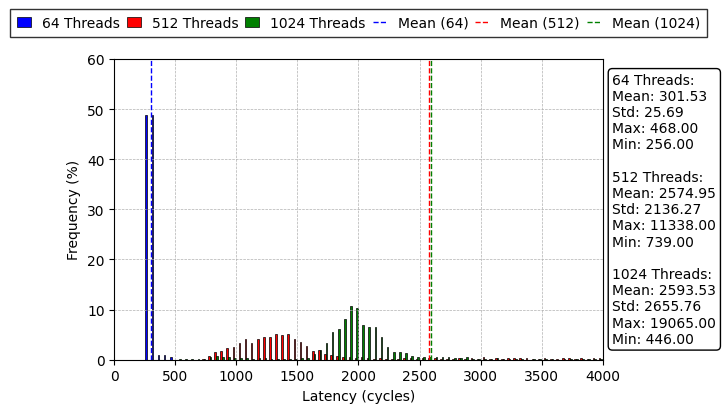 64 Threads 512 Threads 1024 Threads Mean (64) Mean (512) Mean (1024)
60
50
40
30
20
10
0
Frequency (%)
0 500 1000 1500 2000 2500 3000 3500 4000
Latency (cycles)
64 Threads:
Mean: 301.53
Std: 25.69
Max: 468.00
Min: 256.00
512 Threads:
Mean: 2574.95
Std: 2136.27
Max: 11338.00
Min: 739.00
1024 Threads:
Mean: 2593.53
Std: 2655.76
Max: 19065.00
Min: 446.00